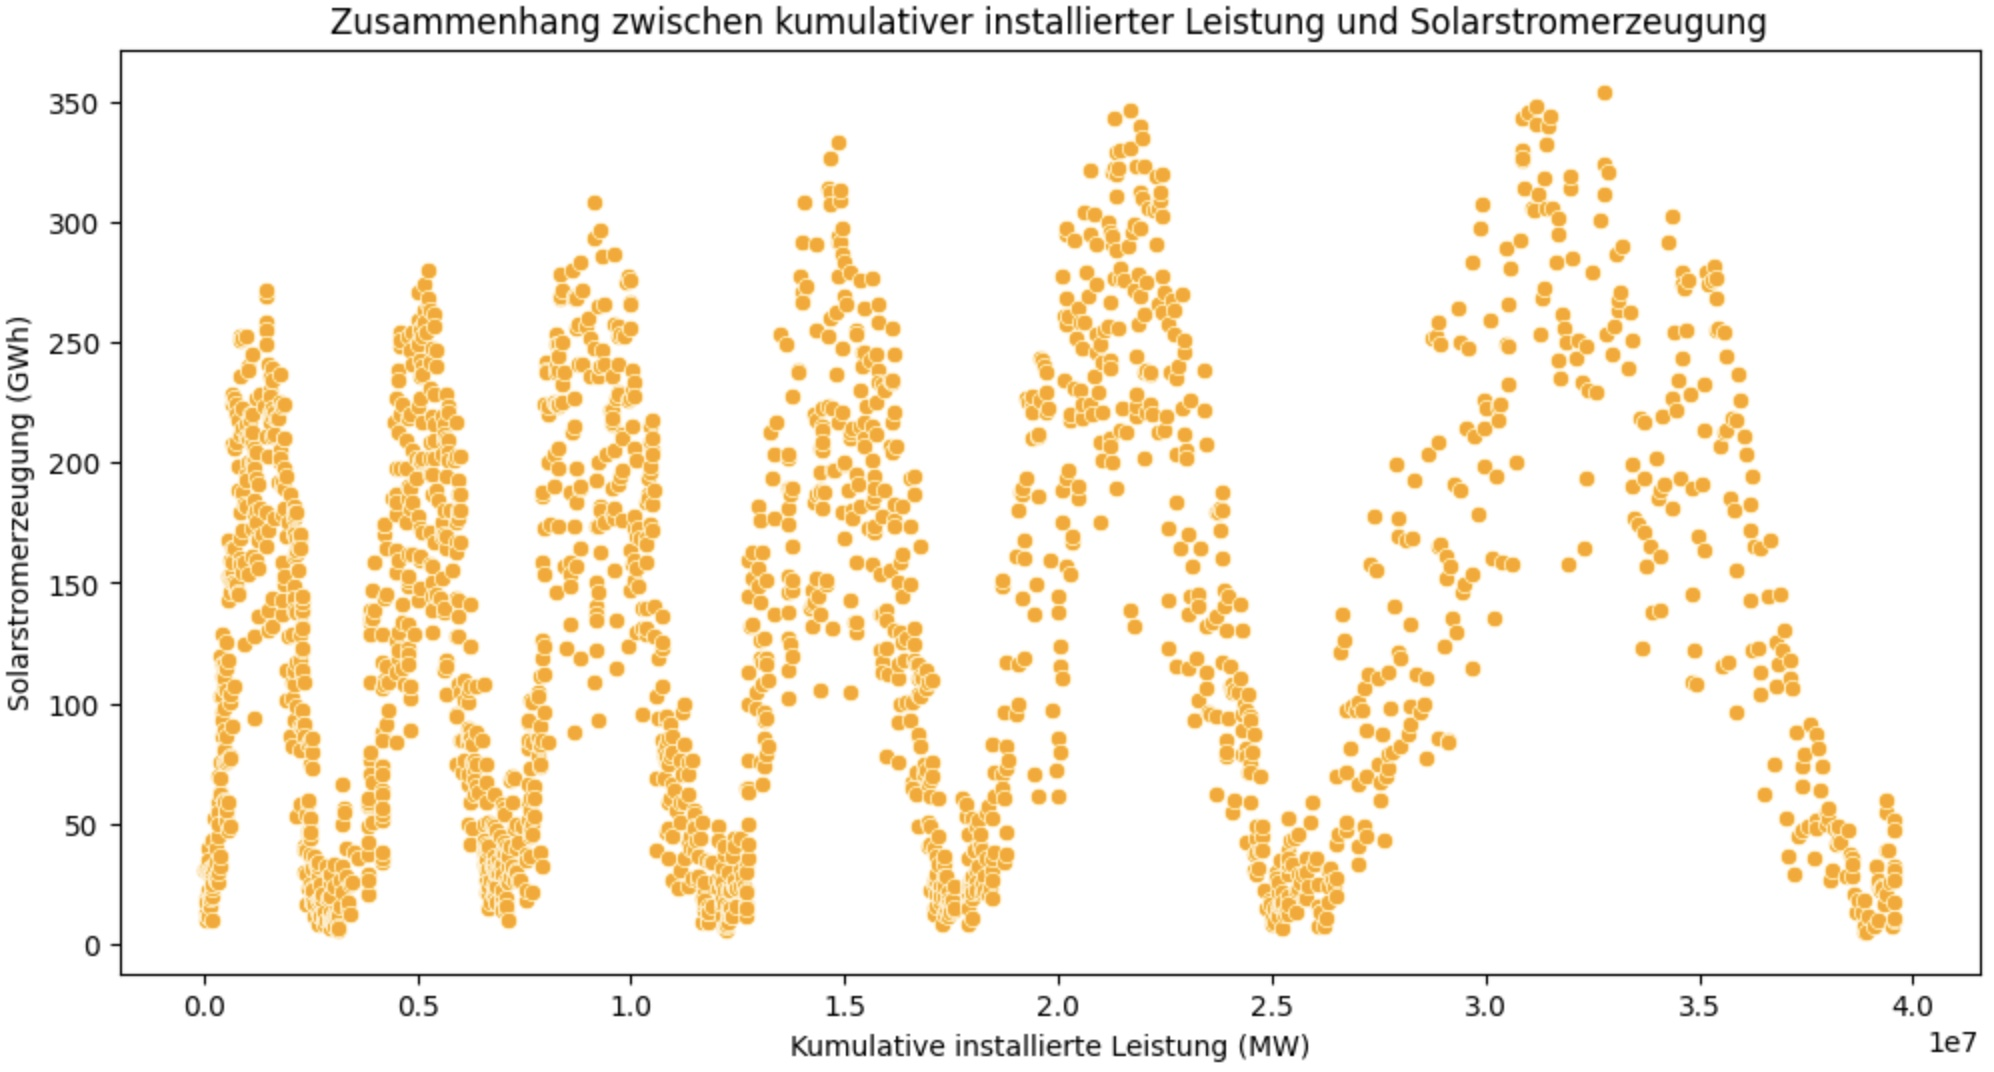 Zusammenhang zwischen kumulativer installierter Leistung und Solarstromerzeugung
Solarstromerzeugung (GWh)
350
300
250
200
150
100
50
0
0.0 0.5 1.0 1.5 2.0 2.5 3.0 3.5 4.0
1e7
Kumulative installierte Leistung (MW)